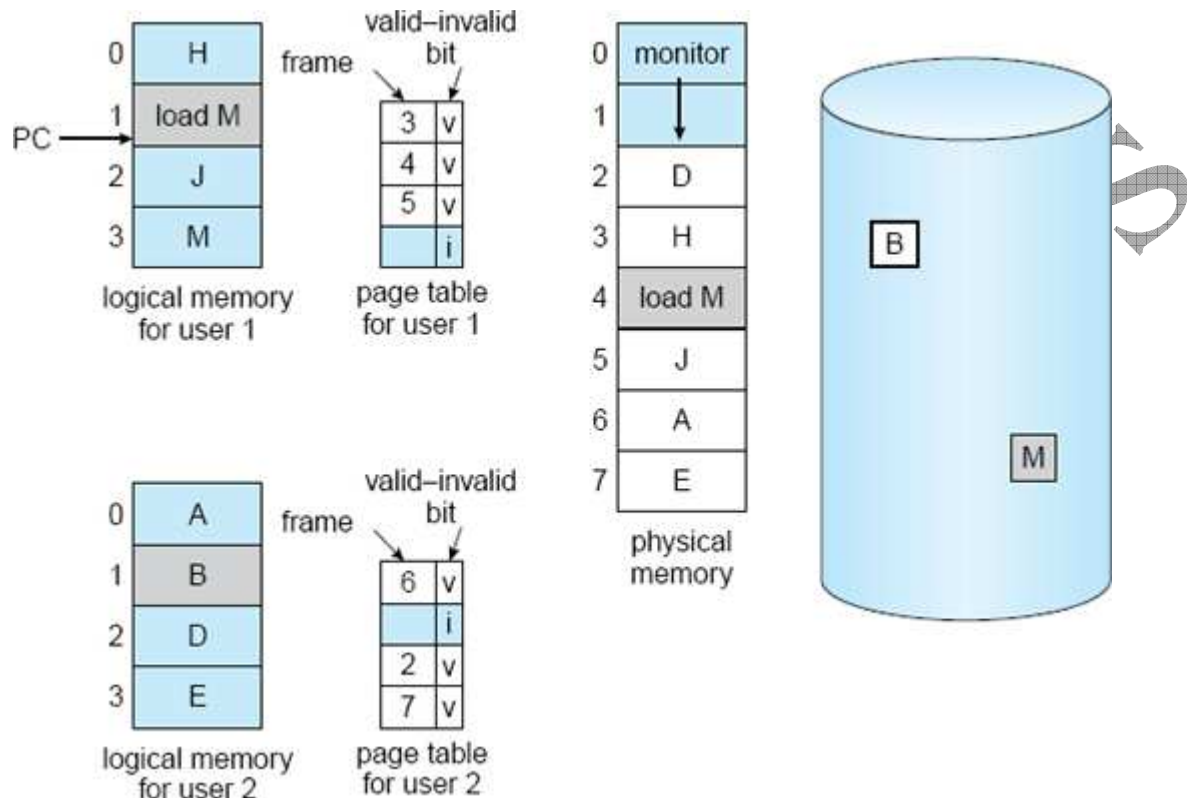 0 H
1 load M
2 J
3 M
PC
logical memory
for user 1
valid–invalid
bit
frame
3 v
4 v
5 v
i
page table
for user 1
0 monitor
1
2 D
3 H
4 load M
5 J
6 A
7 E
physical
memory
B
M
S
0 A
1 B
2 D
3 E
logical memory
for user 2
valid–invalid
bit
frame
6 v
i
2 v
7 v
page table
for user 2